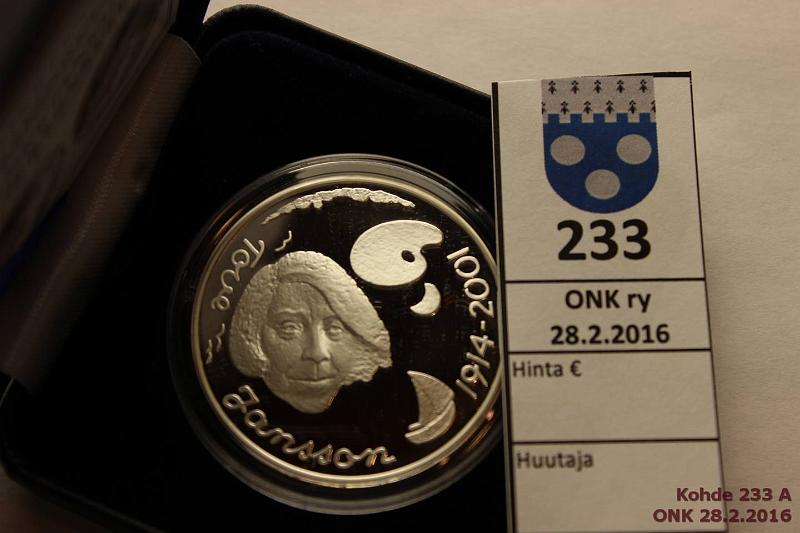 Tove
Jansson
1914-2001
233
ONK ry
28.2.2016
Hinta €
Huutaja
Kohde 233 A
ONK 28.2.2016